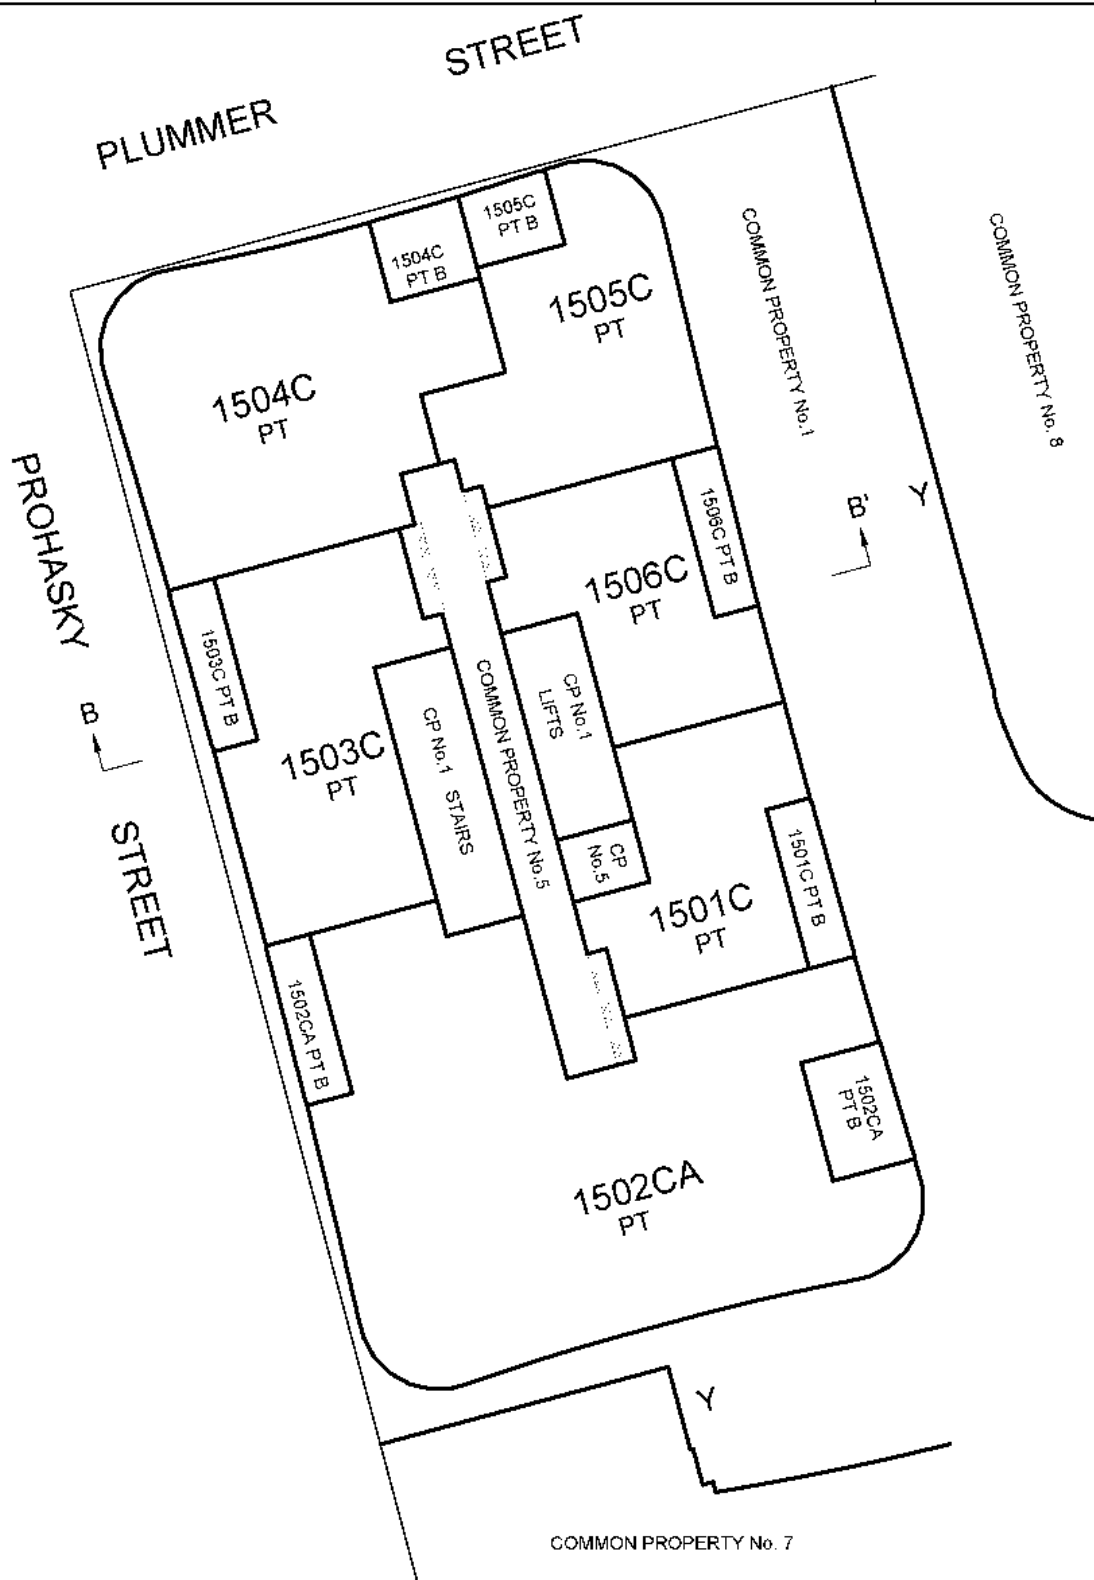 STREET
PLUMMER
1505C
PT B
1504C
PT B
1505C
PT
COMMON PROPERTY No.1
COMMON PROPERTY No. 8
1504C
PT
PROHASKY
STREET
Y
B'
1506C PT B
1506C
PT
1503C PT B
B
CP No.1
LIFTS
COMMON PROPERTY No.5
1503C
PT
CP No.1 STAIRS
CP
No.5
1501C PT B
1501C
PT
1502CA PT B
1502CA
PT B
1502CA
PT
Y
COMMON PROPERTY No. 7